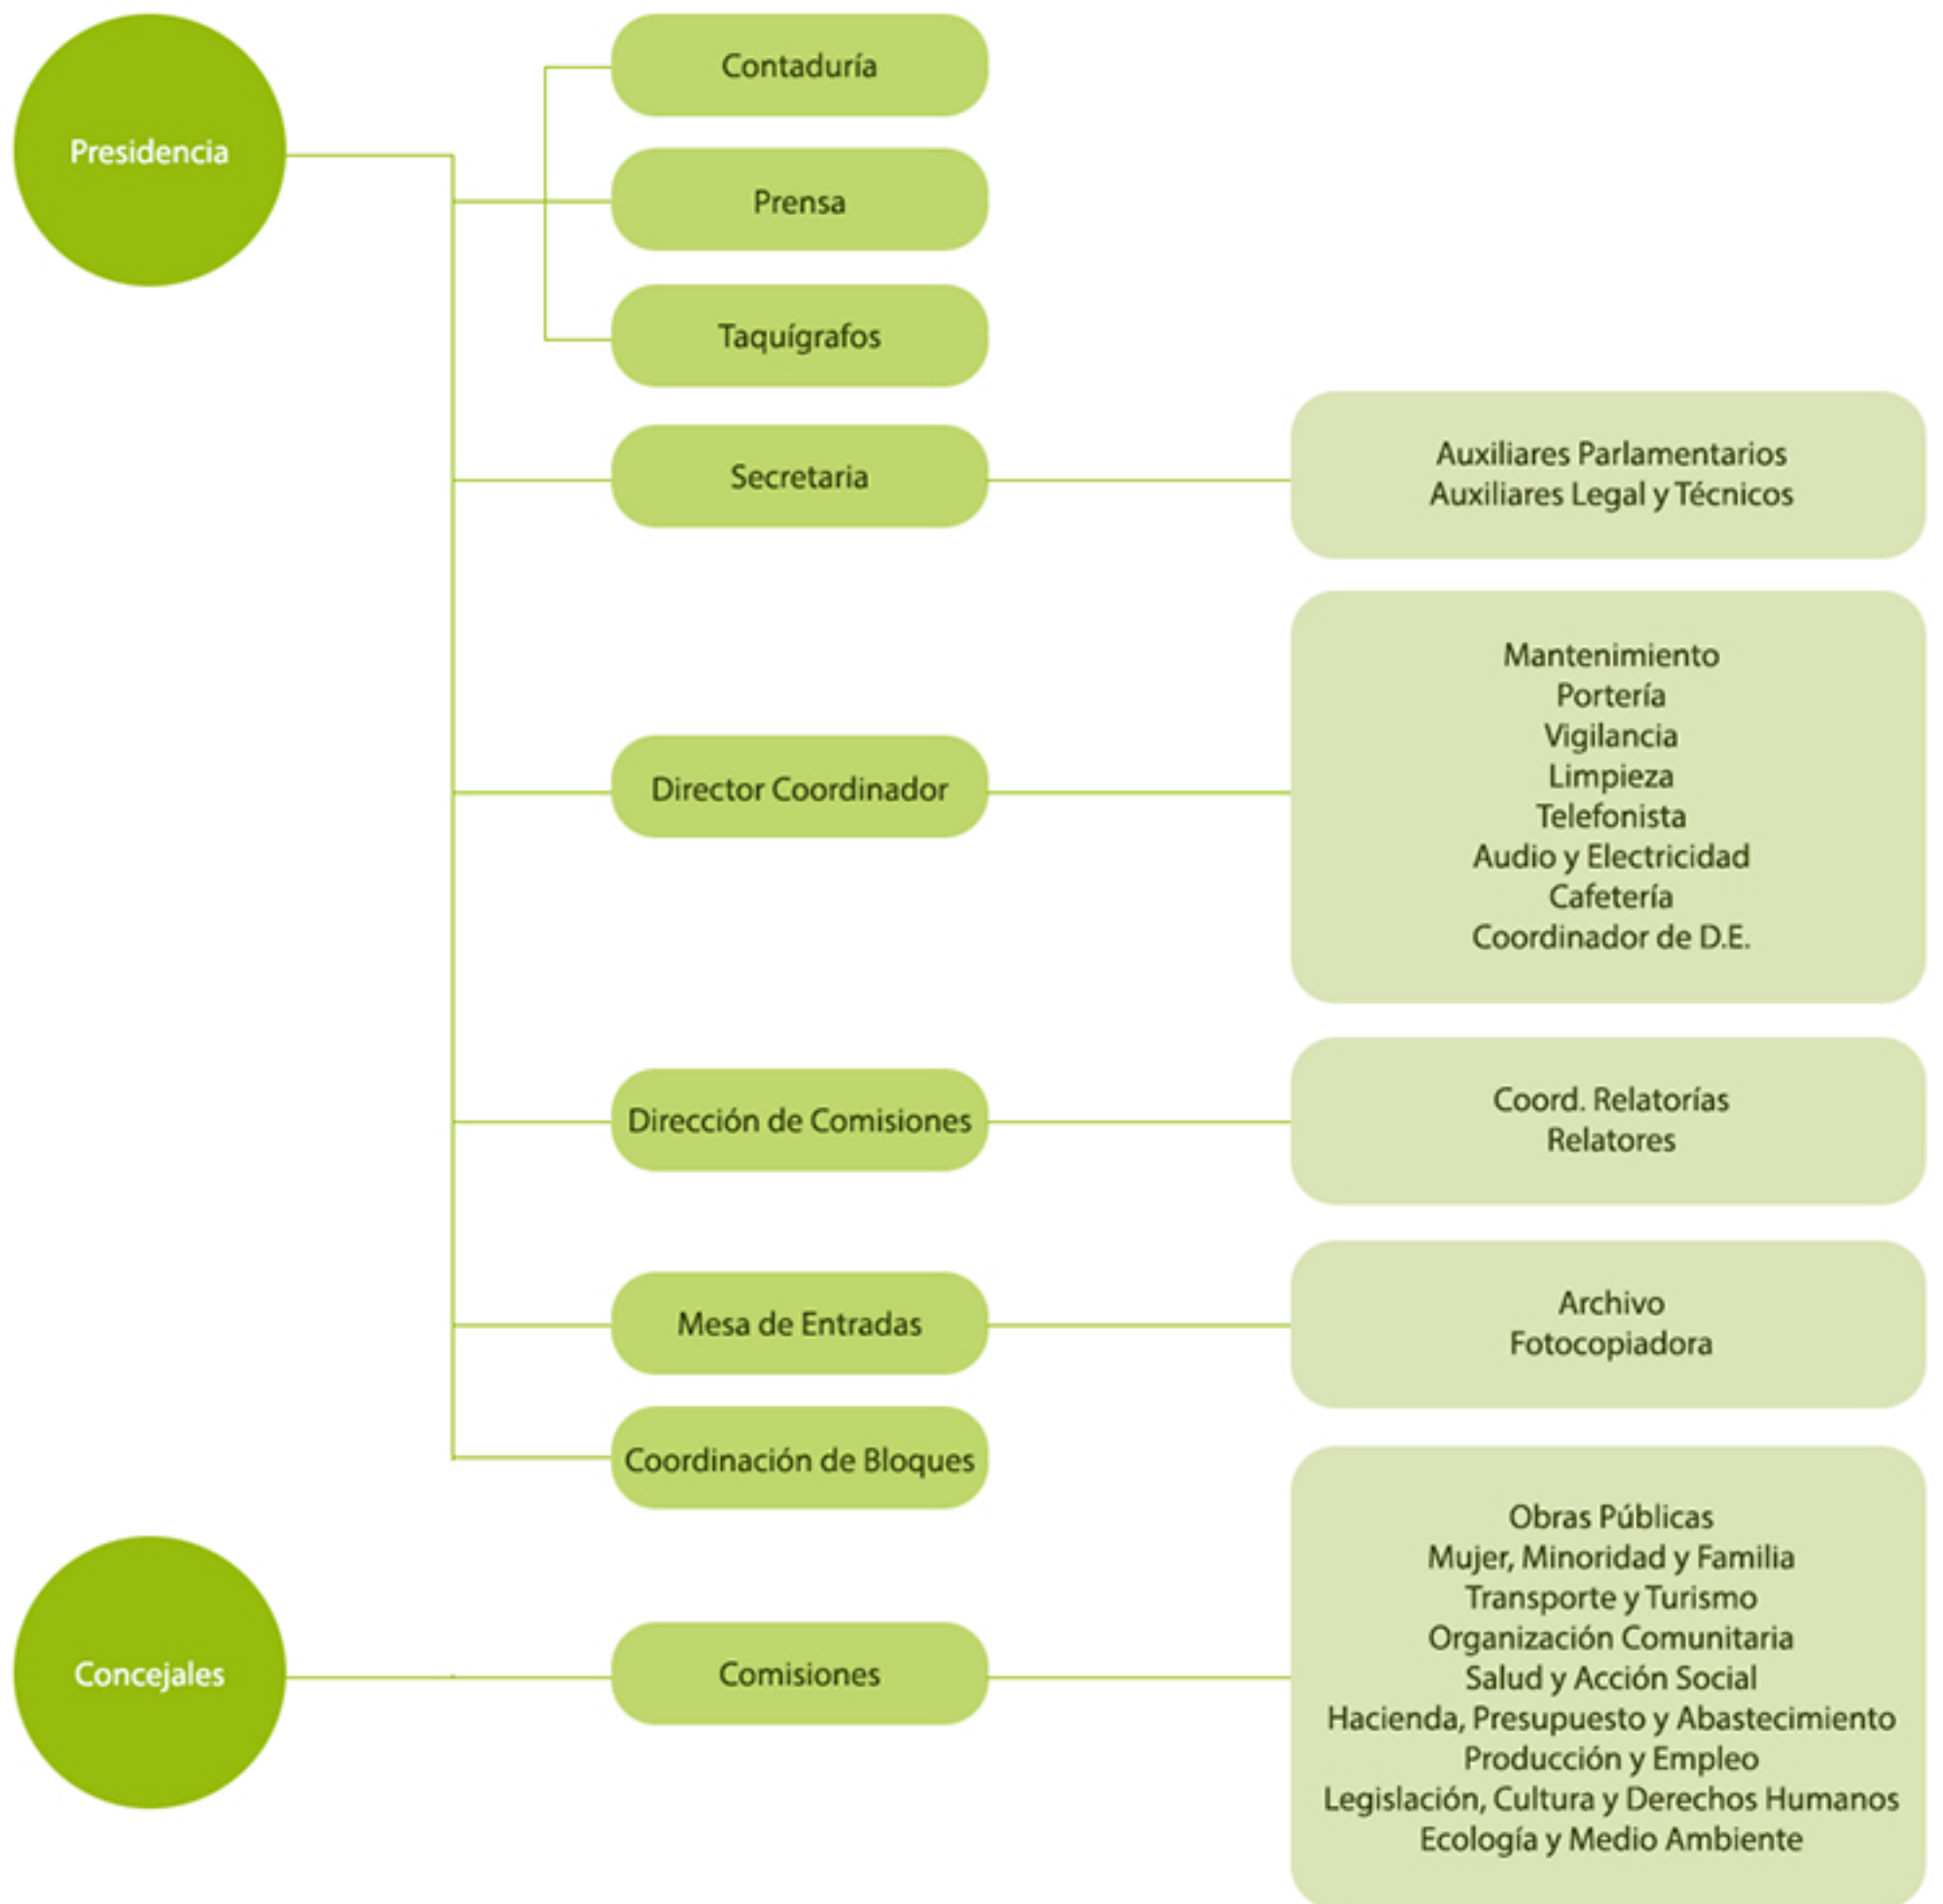 Presidencia
Contaduría
Prensa
Taquígrafos
Secretaria
Auxiliares Parlamentarios
Auxiliares Legal y Técnicos
Director Coordinador
Mantenimiento
Portería
Vigilancia
Limpieza
Telefonista
Audio y Electricidad
Cafetería
Coordinador de D.E.
Dirección de Comisiones
Coord. Relatorías
Relatores
Mesa de Entradas
Archivo
Fotocopiadora
Coordinación de Bloques
Concejales
Comisiones
Obras Públicas
Mujer, Minoridad y Familia
Transporte y Turismo
Organización Comunitaria
Salud y Acción Social
Hacienda, Presupuesto y Abastecimiento
Producción y Empleo
Legislación, Cultura y Derechos Humanos
Ecología y Medio Ambiente